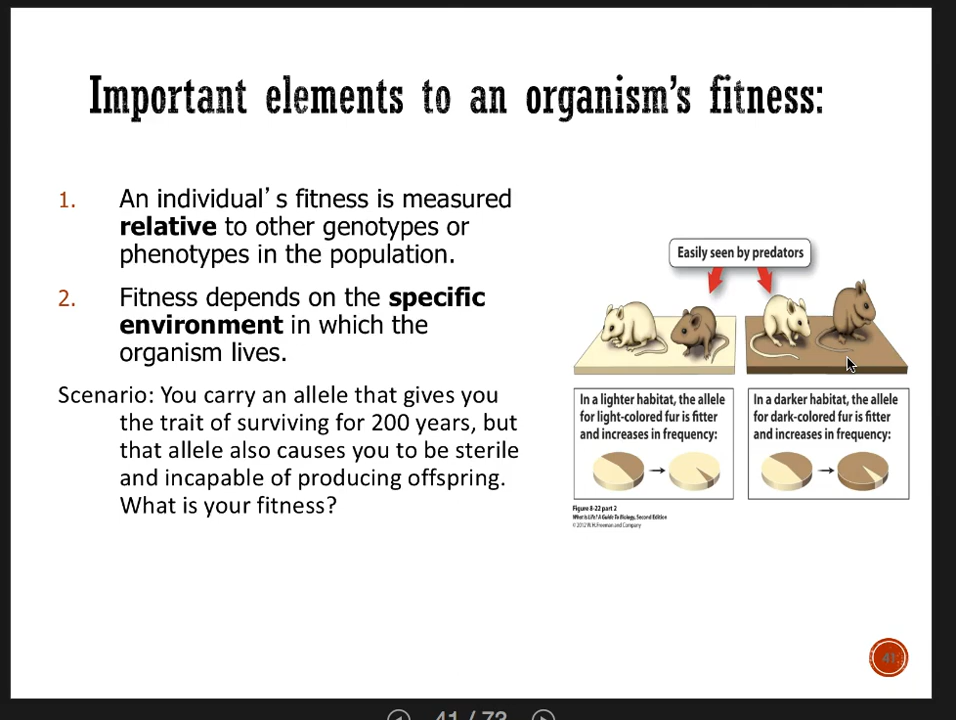 Important elements to an organism's fitness:
1. An individual's fitness is measured
relative to other genotypes or
phenotypes in the population.
2. Fitness depends on the specific
environment in which the
organism lives.
Scenario: You carry an allele that gives you
the trait of surviving for 200 years, but
that allele also causes you to be sterile
and incapable of producing offspring.
What is your fitness?
Easily seen by predators
In a lighter habitat, the allele
for light-colored fur is fitter
and increases in frequency:
In a darker habitat, the allele
for dark-colored fur is fitter
and increases in frequency:
Figure 8-22 part 2
What Is Life? A Guide To Biology, Second Edition
© 2012 W. H. Freeman and Company
41
41 / 73